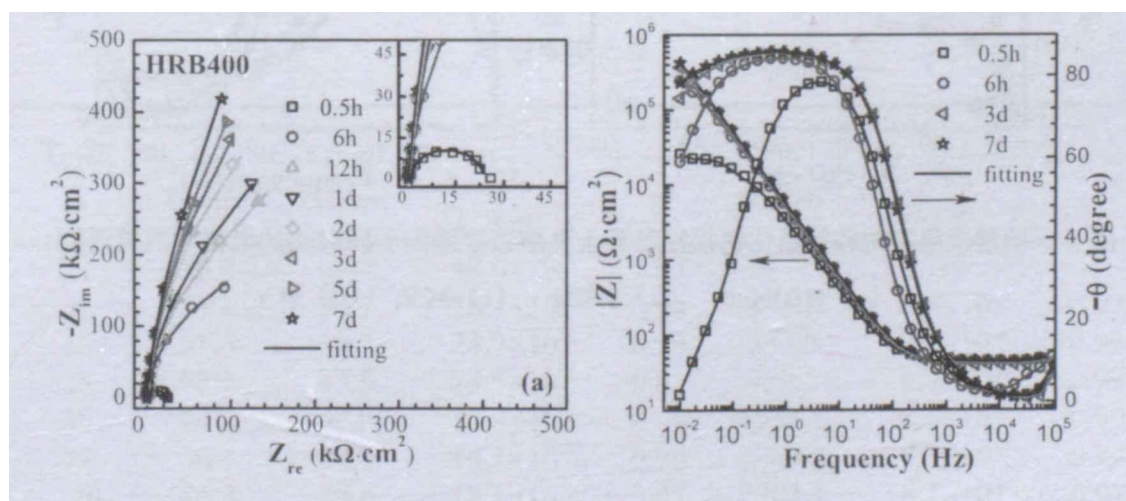 HRB400
-Z_im (kΩ·cm²)
500
400
300
200
100
0
0.5h
6h
12h
1d
2d
3d
5d
7d
fitting
(a)
45
30
15
0
0 15 30 45
0 100 200 300 400 500
Z_re (kΩ·cm²)
|Z| (Ω·cm²)
10⁶
10⁵
10⁴
10³
10²
10¹
0.5h
6h
3d
7d
fitting
80
60
40
20
0
-θ (degree)
10⁻² 10⁻¹ 10⁰ 10¹ 10² 10³ 10⁴ 10⁵
Frequency (Hz)